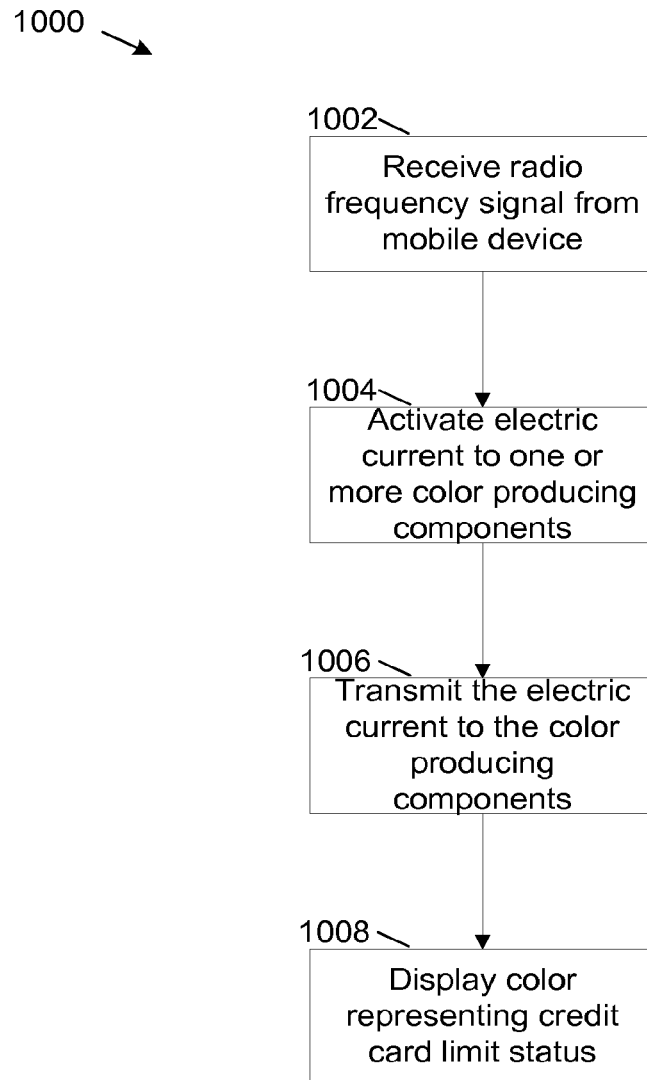 1000
1002
Receive radio
frequency signal from
mobile device
1004
Activate electric
current to one or
more color producing
components
1006
Transmit the electric
current to the color
producing
components
1008
Display color
representing credit
card limit status